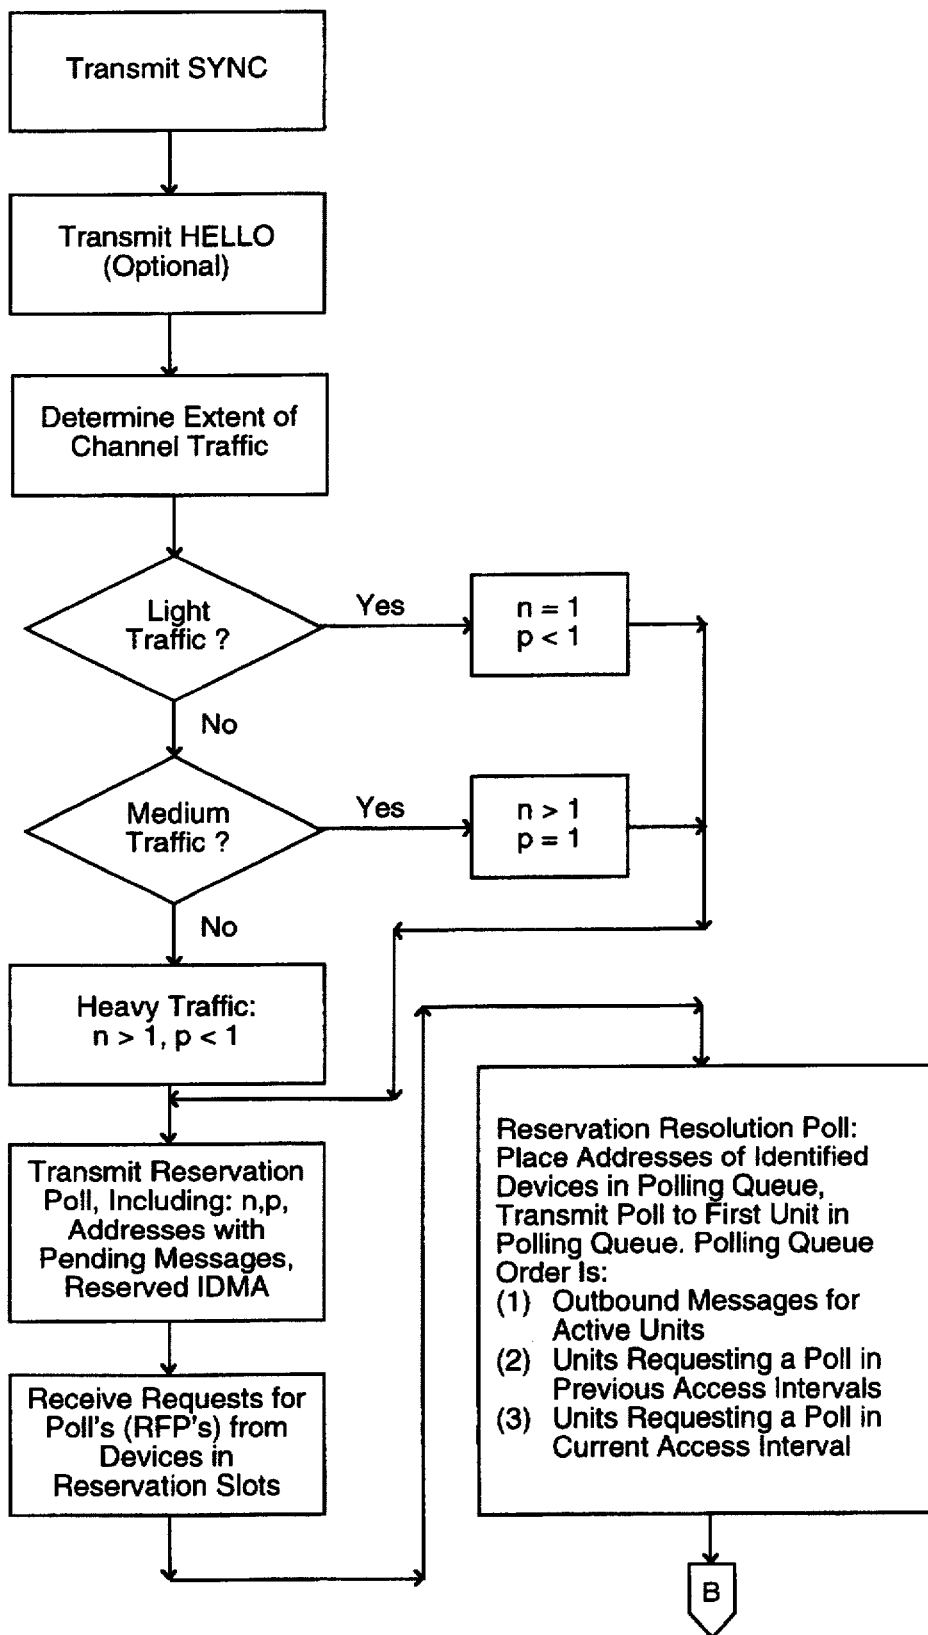 Transmit SYNC
Transmit HELLO
(Optional)
Determine Extent of
Channel Traffic
Light
Traffic ?
Yes
n = 1
p < 1
No
Medium
Traffic ?
Yes
n > 1
p = 1
No
Heavy Traffic:
n > 1, p < 1
Transmit Reservation
Poll, Including: n,p,
Addresses with
Pending Messages,
Reserved IDMA
Receive Requests for
Poll's (RFP's) from
Devices in
Reservation Slots
Reservation Resolution Poll:
Place Addresses of Identified
Devices in Polling Queue,
Transmit Poll to First Unit in
Polling Queue. Polling Queue
Order Is:
(1) Outbound Messages for
Active Units
(2) Units Requesting a Poll in
Previous Access Intervals
(3) Units Requesting a Poll in
Current Access Interval
B